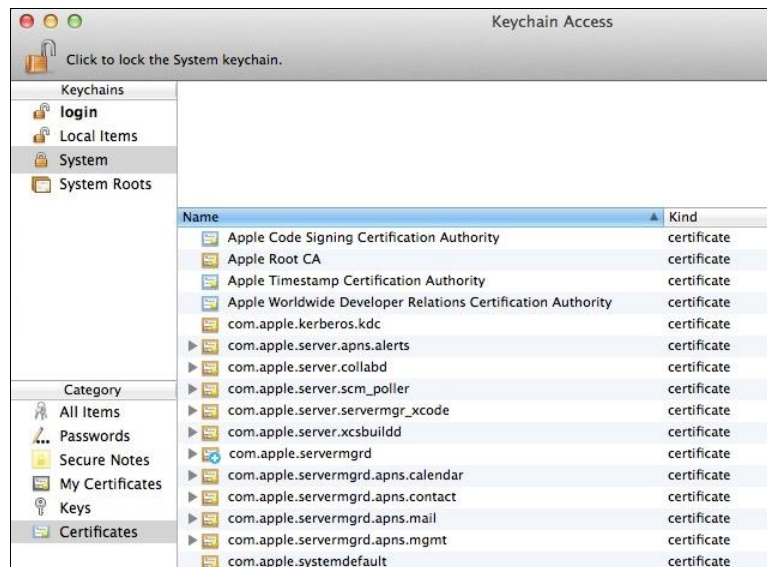 Keychain Access
Click to lock the System keychain.
Keychains
login
Local Items
System
System Roots
Name Kind
Apple Code Signing Certification Authority certificate
Apple Root CA certificate
Apple Timestamp Certification Authority certificate
Apple Worldwide Developer Relations Certification Authority certificate
com.apple.kerberos.kdc certificate
com.apple.server.apns.alerts certificate
com.apple.server.collabd certificate
com.apple.server.scm_poller certificate
com.apple.server.servermgr_xcode certificate
com.apple.server.xcsbuildd certificate
com.apple.servermgrd certificate
com.apple.servermgrd.apns.calendar certificate
com.apple.servermgrd.apns.contact certificate
com.apple.servermgrd.apns.mail certificate
com.apple.servermgrd.apns.mgmt certificate
com.apple.systemdefault certificate
Category
All Items
Passwords
Secure Notes
My Certificates
Keys
Certificates